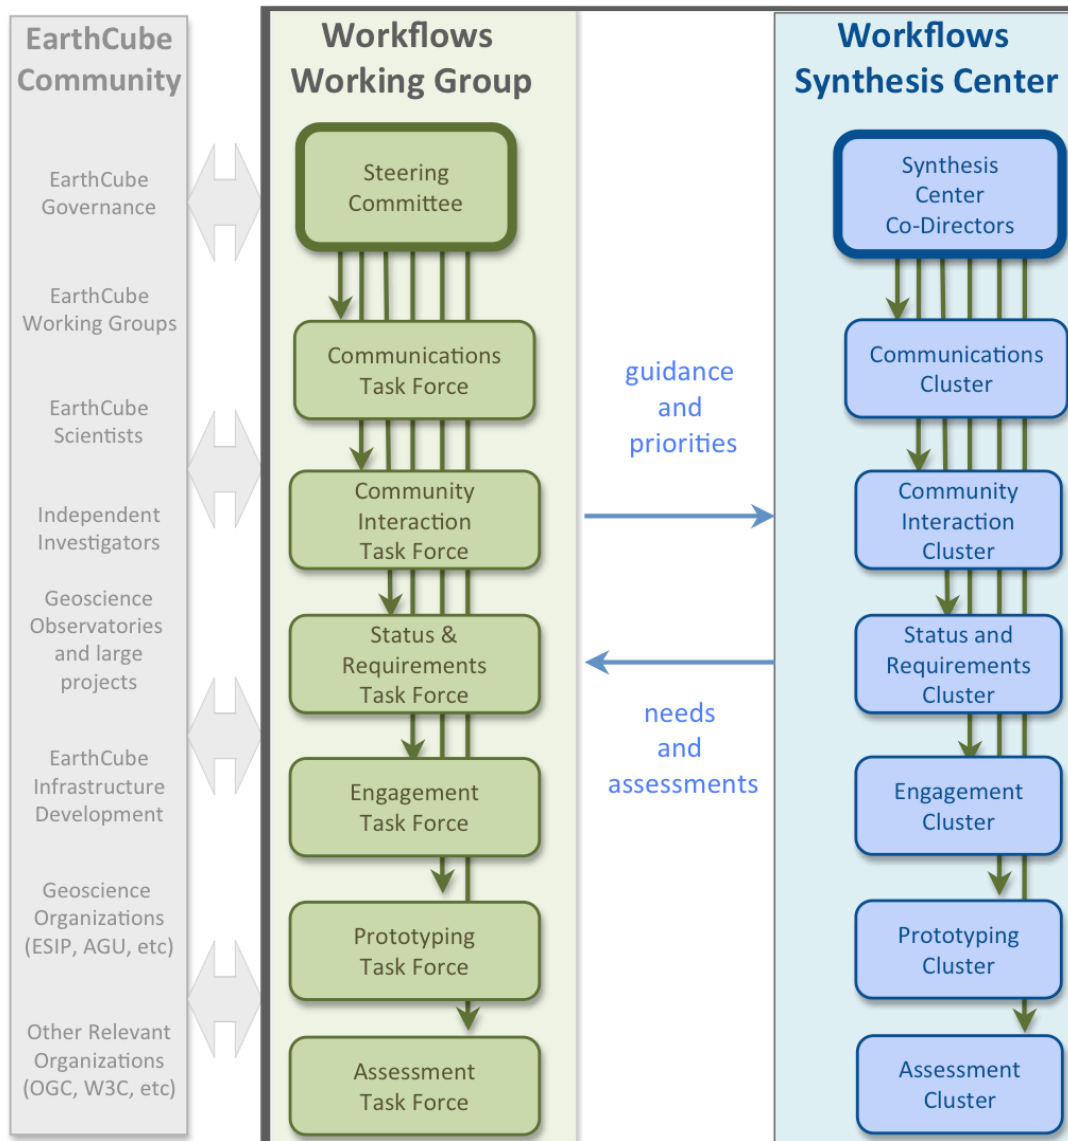 EarthCube
Community
EarthCube
Governance
EarthCube
Working Groups
EarthCube
Scientists
Independent
Investigators
Geoscience
Observatories
and large
projects
EarthCube
Infrastructure
Development
Geoscience
Organizations
(ESIP, AGU, etc)
Other Relevant
Organizations
(OGC, W3C, etc)
Workflows
Working Group
Steering
Committee
Communications
Task Force
Community
Interaction
Task Force
Status &
Requirements
Task Force
Engagement
Task Force
Prototyping
Task Force
Assessment
Task Force
guidance
and
priorities
needs
and
assessments
Workflows
Synthesis Center
Synthesis
Center
Co-Directors
Communications
Cluster
Community
Interaction
Cluster
Status and
Requirements
Cluster
Engagement
Cluster
Prototyping
Cluster
Assessment
Cluster